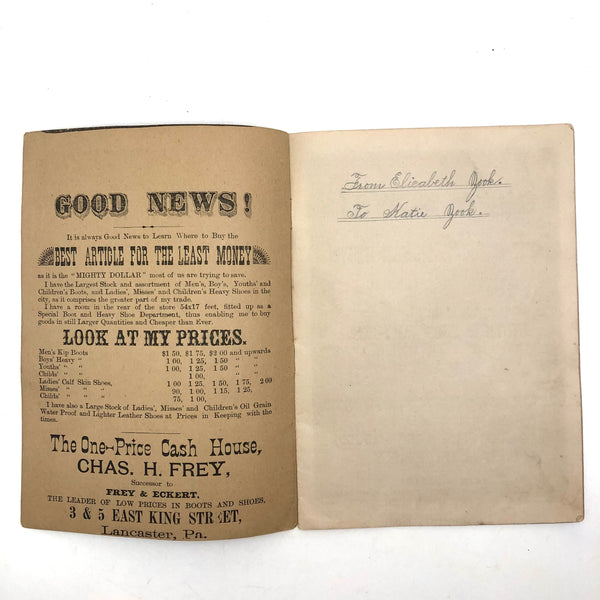 GOOD NEWS!
It is always Good News to Learn Where to Buy the
BEST ARTICLE FOR THE LEAST MONEY
as it is the "MIGHTY DOLLAR" most of us are trying to save.
I have the Largest Stock and assortment of Men's, Boy's, Youths' and
Children's Boots, and Ladies', Misses' and Children's Heavy Shoes in the
city, as it comprises the greater part of my trade.
I have a room in the rear of the store 54x17 feet, fitted up as a
Special Boot and Heavy Shoe Department, thus enabling me to buy
goods in still Larger Quantities and Cheaper than Ever.
LOOK AT MY PRICES.
Men's Kip Boots $1 50, $1 75, $2 00 and upwards
Boys' Heavy " 1 00, 1 25, 1 50 " "
Youths' " " 1 00, 1 25, 1 50 " "
Childs' " " 1 00,
Ladies' Calf Skin Shoes, 1 00 1 25, 1 50, 1 75, 2 00
Misses' " " " 90, 1 00 1 15, 1 25,
Childs' " " " 75, 1 00,
I have also a Large Stock of Ladies', Misses' and Children's Oil Grain
Water Proof and Lighter Leather Shoes at Prices in Keeping with the
times.
The One-Price Cash House,
CHAS. H. FREY,
Successor to
FREY & ECKERT,
THE LEADER OF LOW PRICES IN BOOTS AND SHOES,
3 & 5 EAST KING STREET,
Lancaster, Pa.
From Elizabeth Zook.
To Katie Zook.